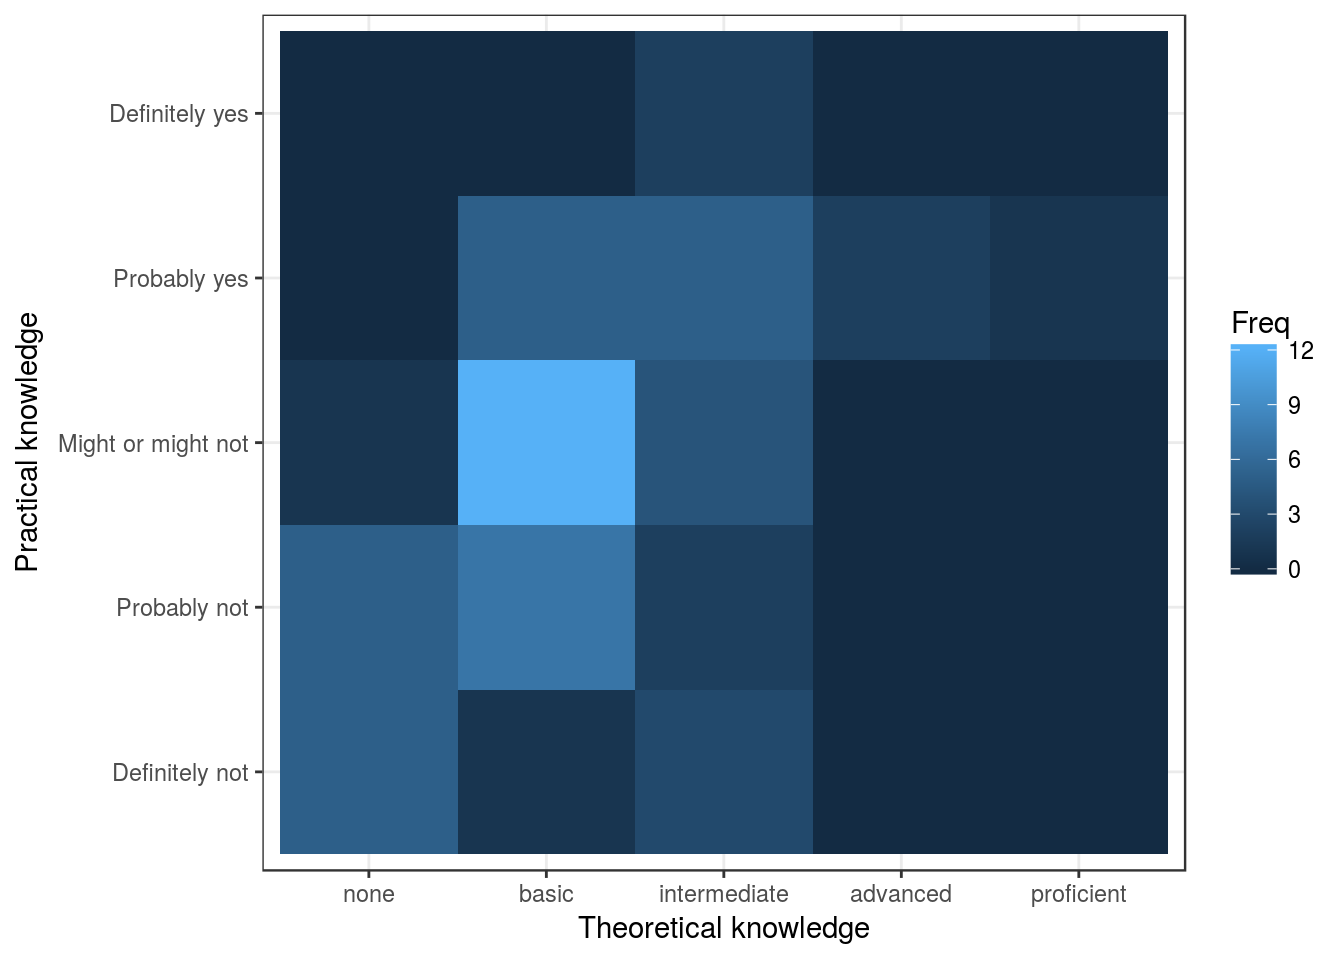 Definitely yes
Probably yes
Might or might not
Probably not
Definitely not
Practical knowledge
none basic intermediate advanced proficient
Theoretical knowledge
Freq
12
9
6
3
0